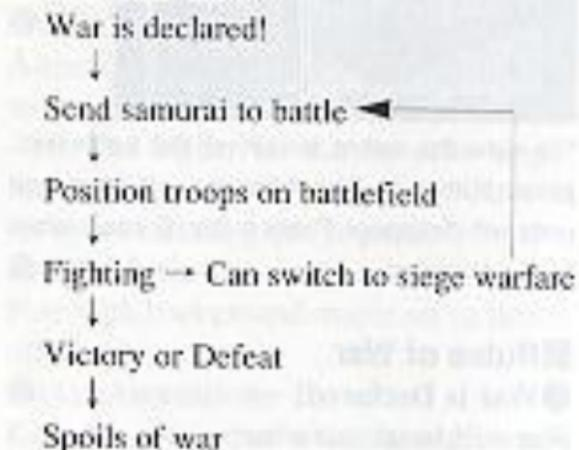 War is declared!
Send samurai to battle
Position troops on battlefield
Fighting → Can switch to siege warfare
Victory or Defeat
Spoils of war